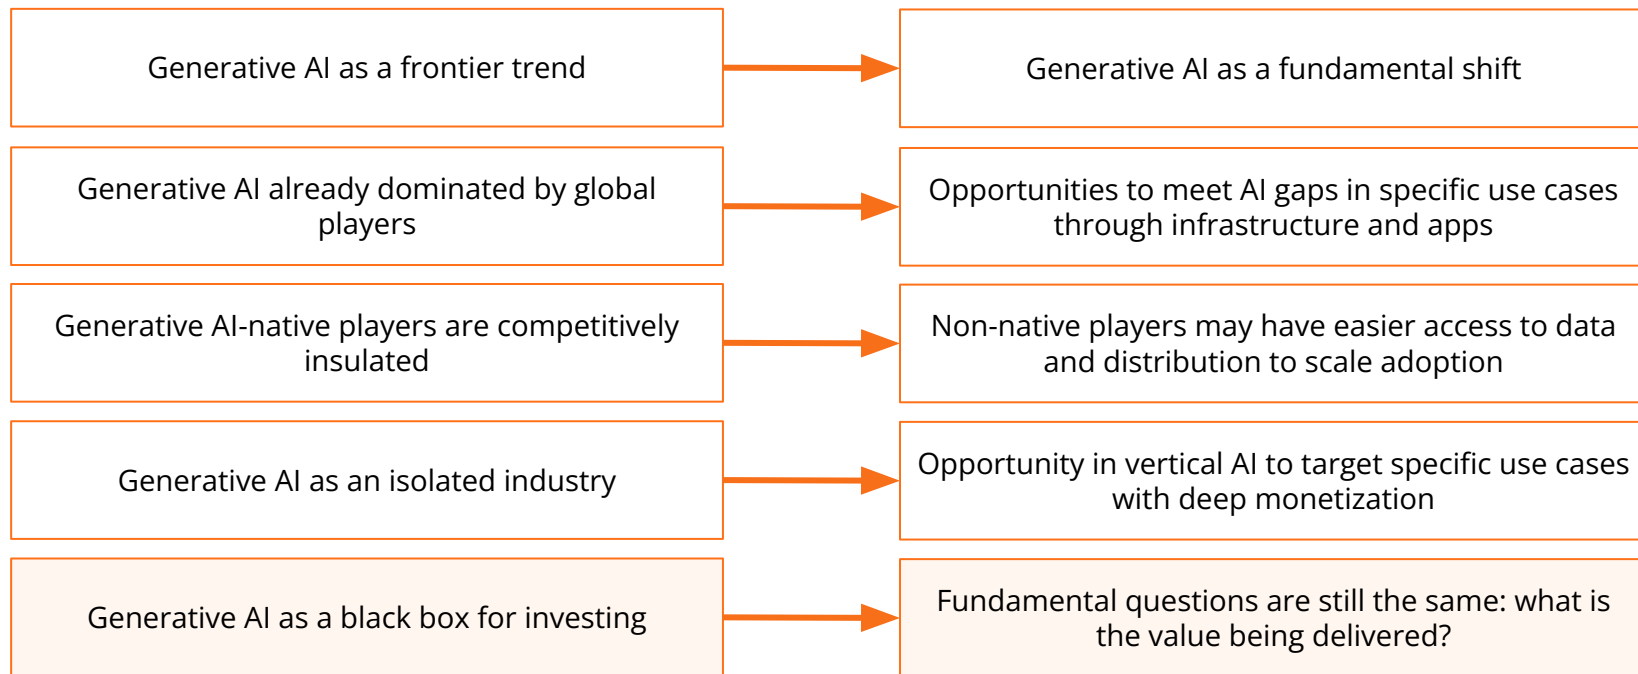 Generative AI as a frontier trend
Generative AI as a fundamental shift
Generative AI already dominated by global
players
Opportunities to meet AI gaps in specific use cases
through infrastructure and apps
Generative AI-native players are competitively
insulated
Non-native players may have easier access to data
and distribution to scale adoption
Generative AI as an isolated industry
Opportunity in vertical AI to target specific use cases
with deep monetization
Generative AI as a black box for investing
Fundamental questions are still the same: what is
the value being delivered?